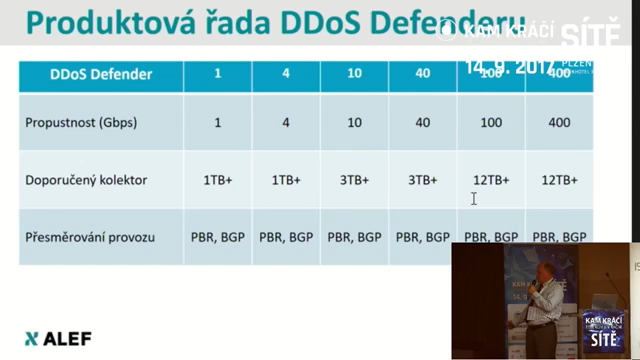 Produktová řada DDoS Defenderu
KAM KRÁČÍ
SÍTĚ
14. 9. 2017
PLZEŇ
DDoS Defender 1 4 10 40 100 400
Propustnost (Gbps) 1 4 10 40 100 400
Doporučený kolektor 1TB+ 1TB+ 3TB+ 3TB+ 12TB+ 12TB+
Přesměrování provozu PBR, BGP PBR, BGP PBR, BGP PBR, BGP PBR, BGP PBR, BGP
ALEF
KAM KRÁČÍ
SÍTĚ